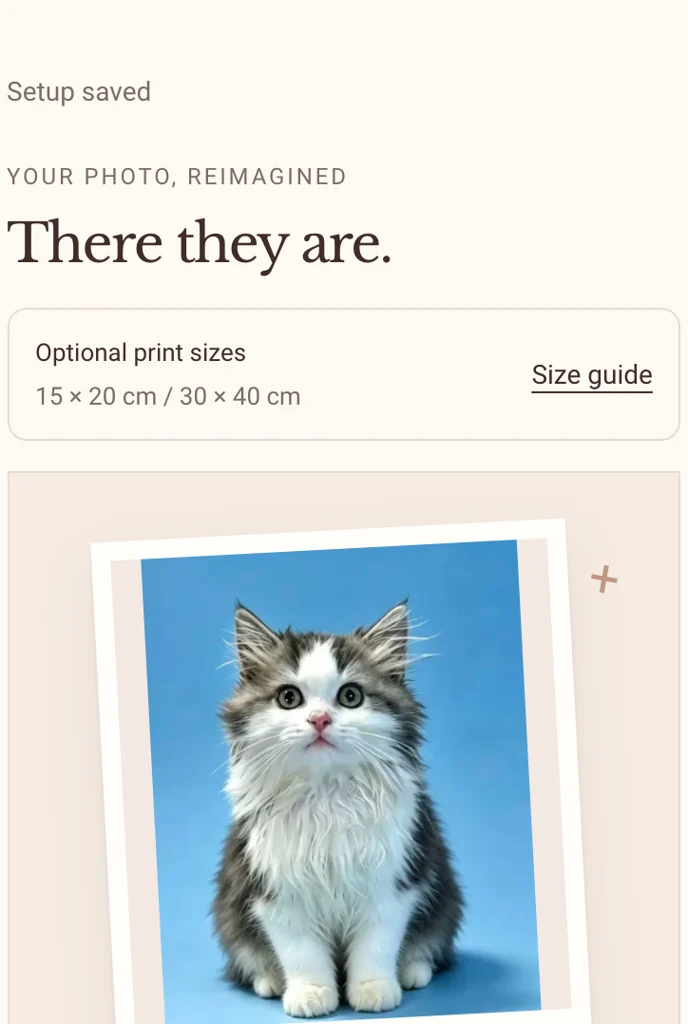 Setup saved
YOUR PHOTO, REIMAGINED
There they are.
Optional print sizes
15 × 20 cm / 30 × 40 cm
Size guide